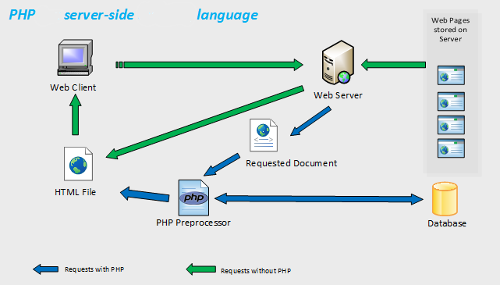 PHP server-side language
Web Pages
stored on
Server
Web Client
Web Server
Requested Document
HTML File
php
PHP Preprocessor
Database
Requests with PHP
Requests without PHP